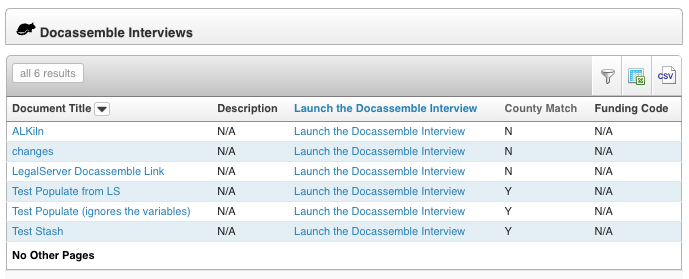 Docassemble Interviews
all 6 results
CSV
Document Title Description Launch the Docassemble Interview County Match Funding Code
ALKiln N/A Launch the Docassemble Interview N N/A
changes N/A Launch the Docassemble Interview N N/A
LegalServer Docassemble Link N/A Launch the Docassemble Interview N N/A
Test Populate from LS N/A Launch the Docassemble Interview Y N/A
Test Populate (ignores the variables) N/A Launch the Docassemble Interview Y N/A
Test Stash N/A Launch the Docassemble Interview Y N/A
No Other Pages